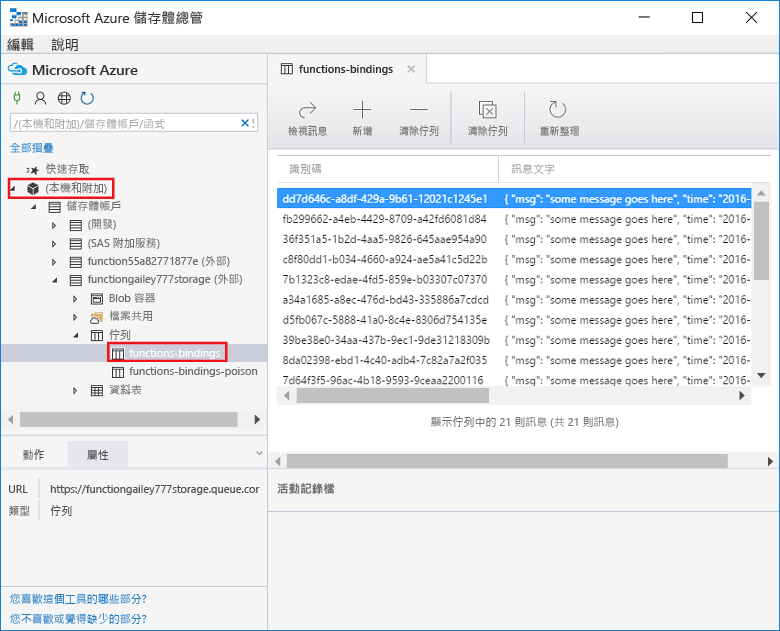 Microsoft Azure 儲存體總管
編輯 說明
Microsoft Azure
/(本機和附加)/儲存體帳戶/函式
全部摺疊
快速存取
(本機和附加)
儲存體帳戶
(開發)
(SAS 附加服務)
function55a82771877e (外部)
functiongailey777storage (外部)
Blob 容器
檔案共用
佇列
functions-bindings
functions-bindings-poison
資料表
動作 屬性
URL https://functiongailey777storage.queue.cor
類型 佇列
您喜歡這個工具的哪些部分?
您不喜歡或覺得缺少的部分?
functions-bindings
檢視訊息 新增 清除佇列 清除佇列 重新整理
識別碼 訊息文字
dd7d646c-a8df-429a-9b61-12021c1245e1 { "msg": "some message goes here", "time": "2016-
fb299662-a4eb-4429-8709-a42fd6081d84 { "msg": "some message goes here", "time": "2016-
36f351a5-1b2d-4aa5-9826-645aae954a90 { "msg": "some message goes here", "time": "2016-
c8f80dd1-b034-4660-a924-ae5a41c5d22b { "msg": "some message goes here", "time": "2016-
7b1323c8-edae-4fd5-859e-b03307c07370 { "msg": "some message goes here", "time": "2016-
a34a1685-a8ec-476d-bd43-335886a7cdcd { "msg": "some message goes here", "time": "2016-
d5fb067c-5888-41a0-8c4e-8306d754135e { "msg": "some message goes here", "time": "2016-
39be38e0-34aa-437b-9ec1-9de31218309b { "msg": "some message goes here", "time": "2016-
8da02398-ebd1-4c40-adb4-7c82a7a2f035 { "msg": "some message goes here", "time": "2016-
7d64f3f5-96ac-4b18-9593-9ceaa2200116 { "msg": "some message goes here", "time": "2016-
顯示佇列中的 21 則訊息 (共 21 則訊息)
活動記錄檔